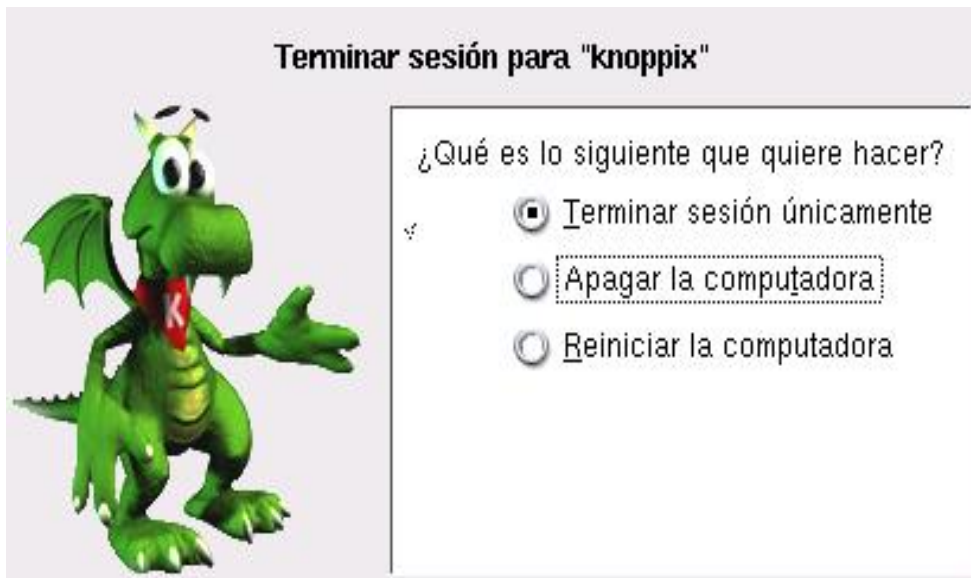 Terminar sesión para "knoppix"
¿Qué es lo siguiente que quiere hacer?
Terminar sesión únicamente
Apagar la computadora
Reiniciar la computadora
K